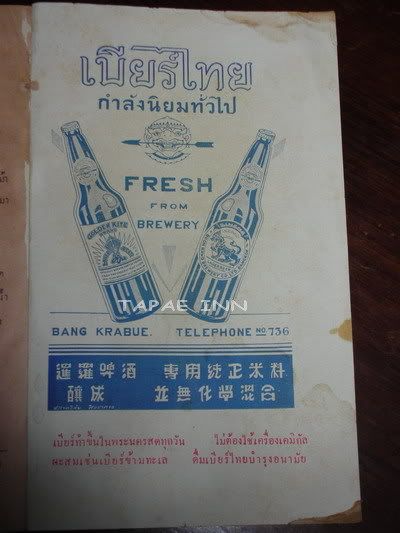 เบียร์ไทย
กำลังนิยมทั่วไป
FRESH
FROM
BREWERY
GOLDEN KITE
TAPAE INN
BANG KRABUE. TELEPHONE NO 736
暹羅啤酒 專用純正米料
釀成 並無化學混合
เบียร์ทำขึ้นในพระนครสดทุกวัน ไม่ต้องใช้เครื่องเคมีกัล
ผะสมเช่นเบียร์ข้ามทะเล ดื่มเบียร์ไทยบำรุงอนามัย